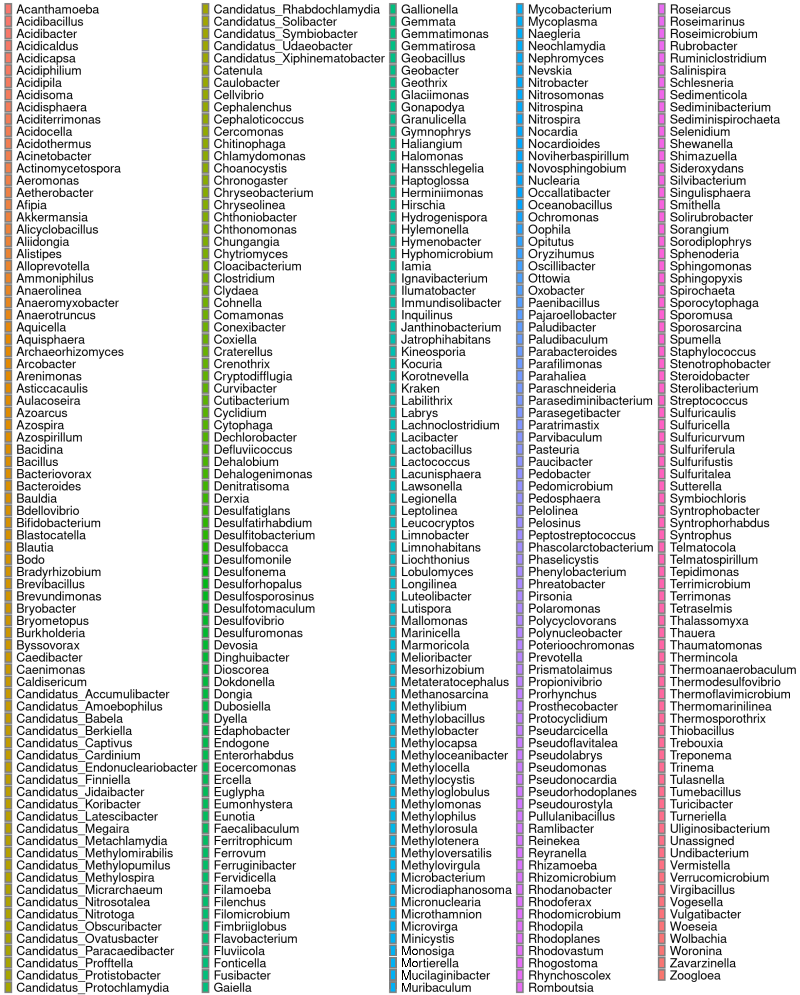 Acanthamoeba
Acidibacillus
Acidibacter
Acidicaldus
Acidicapsa
Acidiphilium
Acidipila
Acidisoma
Acidisphaera
Aciditerrimonas
Acidocella
Acidothermus
Acinetobacter
Actinomycetospora
Aeromonas
Aetherobacter
Afipia
Akkermansia
Alicyclobacillus
Aliidongia
Alistipes
Alloprevotella
Ammoniphilus
Anaerolinea
Anaeromyxobacter
Anaerotruncus
Aquicella
Aquisphaera
Archaeorhizomyces
Arcobacter
Arenimonas
Asticcacaulis
Aulacoseira
Azoarcus
Azospira
Azospirillum
Bacidina
Bacillus
Bacteriovorax
Bacteroides
Bauldia
Bdellovibrio
Bifidobacterium
Blastocatella
Blautia
Bodo
Bradyrhizobium
Brevibacillus
Brevundimonas
Bryobacter
Bryometopus
Burkholderia
Byssovorax
Caedibacter
Caenimonas
Caldisericum
Candidatus_Accumulibacter
Candidatus_Amoebophilus
Candidatus_Babela
Candidatus_Berkiella
Candidatus_Captivus
Candidatus_Cardinium
Candidatus_Endonucleariobacter
Candidatus_Finniella
Candidatus_Jidaibacter
Candidatus_Koribacter
Candidatus_Latescibacter
Candidatus_Megaira
Candidatus_Metachlamydia
Candidatus_Methylomirabilis
Candidatus_Methylopumilus
Candidatus_Methylospira
Candidatus_Micrarchaeum
Candidatus_Nitrosotalea
Candidatus_Nitrotoga
Candidatus_Obscuribacter
Candidatus_Ovatusbacter
Candidatus_Paracaedibacter
Candidatus_Profftella
Candidatus_Protistobacter
Candidatus_Protochlamydia
Candidatus_Rhabdochlamydia
Candidatus_Solibacter
Candidatus_Symbiobacter
Candidatus_Udaeobacter
Candidatus_Xiphinematobacter
Catenula
Caulobacter
Cellvibrio
Cephalenchus
Cephaloticoccus
Cercomonas
Chitinophaga
Chlamydomonas
Choanocystis
Chronogaster
Chryseobacterium
Chryseolinea
Chthoniobacter
Chthonomonas
Chungangia
Chytriomyces
Cloacibacterium
Clostridium
Clydaea
Cohnella
Comamonas
Conexibacter
Coxiella
Craterellus
Crenothrix
Cryptodifflugia
Curvibacter
Cutibacterium
Cyclidium
Cytophaga
Dechlorobacter
Defluviicoccus
Dehalobium
Dehalogenimonas
Denitratisoma
Derxia
Desulfatiglans
Desulfatirhabdium
Desulfitobacterium
Desulfobacca
Desulfomonile
Desulfonema
Desulforhopalus
Desulfosporosinus
Desulfotomaculum
Desulfovibrio
Desulfuromonas
Devosia
Dinghuibacter
Dioscorea
Dokdonella
Dongia
Dubosiella
Dyella
Edaphobacter
Endogone
Enterorhabdus
Eocercomonas
Ercella
Euglypha
Eumonhystera
Eunotia
Faecalibaculum
Ferritrophicum
Ferrovum
Ferruginibacter
Fervidicella
Filamoeba
Filenchus
Filomicrobium
Fimbriiglobus
Flavobacterium
Fluviicola
Fonticella
Fusibacter
Gaiella
Gallionella
Gemmata
Gemmatimonas
Gemmatirosa
Geobacillus
Geobacter
Geothrix
Glaciimonas
Gonapodya
Granulicella
Gymnophrys
Haliangium
Halomonas
Hansschlegelia
Haptoglossa
Herminiimonas
Hirschia
Hydrogenispora
Hylemonella
Hymenobacter
Hyphomicrobium
Iamia
Ignavibacterium
Ilumatobacter
Immundisolibacter
Inquilinus
Janthinobacterium
Jatrophihabitans
Kineosporia
Kocuria
Korotnevella
Kraken
Labilithrix
Labrys
Lachnoclostridium
Lacibacter
Lactobacillus
Lactococcus
Lacunisphaera
Lawsonella
Legionella
Leptolinea
Leucocryptos
Limnobacter
Limnohabitans
Liochthonius
Lobulomyces
Longilinea
Luteolibacter
Lutispora
Mallomonas
Marinicella
Marmoricola
Melioribacter
Mesorhizobium
Metateratocephalus
Methanosarcina
Methylibium
Methylobacillus
Methylobacter
Methylocapsa
Methyloceanibacter
Methylocella
Methylocystis
Methyloglobulus
Methylomonas
Methylophilus
Methylorosula
Methylotenera
Methyloversatilis
Methylovirgula
Microbacterium
Microdiaphanosoma
Micronuclearia
Microthamnion
Microvirga
Minicystis
Monosiga
Mortierella
Mucilaginibacter
Muribaculum
Mycobacterium
Mycoplasma
Naegleria
Neochlamydia
Nephromyces
Nevskia
Nitrobacter
Nitrosomonas
Nitrospina
Nitrospira
Nocardia
Nocardioides
Noviherbaspirillum
Novosphingobium
Nuclearia
Occallatibacter
Oceanobacillus
Ochromonas
Oophila
Opitutus
Oryzihumus
Oscillibacter
Ottowia
Oxobacter
Paenibacillus
Pajaroellobacter
Paludibacter
Paludibaculum
Parabacteroides
Parafilimonas
Parahaliea
Paraschneideria
Parasediminibacterium
Parasegetibacter
Paratrimastix
Parvibaculum
Pasteuria
Paucibacter
Pedobacter
Pedomicrobium
Pedosphaera
Pelolinea
Pelosinus
Peptostreptococcus
Phascolarctobacterium
Phaselicystis
Phenylobacterium
Phreatobacter
Pirsonia
Polaromonas
Polycyclovorans
Polynucleobacter
Poterioochromonas
Prevotella
Prismatolaimus
Propionivibrio
Prorhynchus
Prosthecobacter
Protocyclidium
Pseudarcicella
Pseudoflavitalea
Pseudolabrys
Pseudomonas
Pseudonocardia
Pseudorhodoplanes
Pseudourostyla
Pullulanibacillus
Ramlibacter
Reinekea
Reyranella
Rhizamoeba
Rhizomicrobium
Rhodanobacter
Rhodoferax
Rhodomicrobium
Rhodopila
Rhodoplanes
Rhodovastum
Rhogostoma
Rhynchoscolex
Romboutsia
Roseiarcus
Roseimarinus
Roseimicrobium
Rubrobacter
Ruminiclostridium
Salinispira
Schlesneria
Sedimenticola
Sediminibacterium
Sediminispirochaeta
Selenidium
Shewanella
Shimazuella
Sideroxydans
Silvibacterium
Singulisphaera
Smithella
Solirubrobacter
Sorangium
Sorodiplophrys
Sphenoderia
Sphingomonas
Sphingopyxis
Spirochaeta
Sporocytophaga
Sporomusa
Sporosarcina
Spumella
Staphylococcus
Stenotrophobacter
Steroidobacter
Sterolibacterium
Streptococcus
Sulfuricaulis
Sulfuricella
Sulfuricurvum
Sulfuriferula
Sulfurifustis
Sulfuritalea
Sutterella
Symbiochloris
Syntrophobacter
Syntrophorhabdus
Syntrophus
Telmatocola
Telmatospirillum
Tepidimonas
Terrimicrobium
Terrimonas
Tetraselmis
Thalassomyxa
Thauera
Thaumatomonas
Thermincola
Thermoanaerobaculum
Thermodesulfovibrio
Thermoflavimicrobium
Thermomarinilinea
Thermosporothrix
Thiobacillus
Trebouxia
Treponema
Trinema
Tulasnella
Tumebacillus
Turicibacter
Turneriella
Uliginosibacterium
Unassigned
Undibacterium
Vermistella
Verrucomicrobium
Virgibacillus
Vogesella
Vulgatibacter
Woeseia
Wolbachia
Woronina
Zavarzinella
Zoogloea